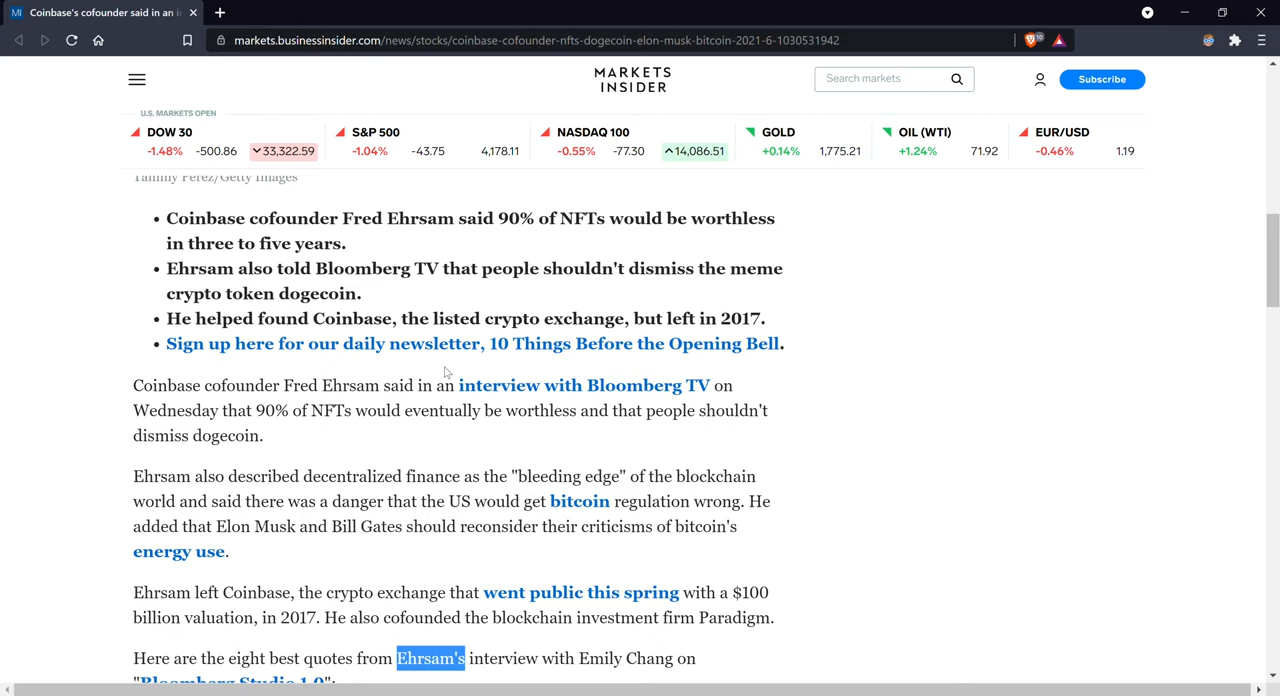 Coinbase's cofounder said in an i
markets.businessinsider.com/news/stocks/coinbase-cofounder-nfts-dogecoin-elon-musk-bitcoin-2021-6-1030531942
MARKETS
INSIDER
Search markets
Subscribe
U.S. MARKETS OPEN
DOW 30 S&P 500 NASDAQ 100 GOLD OIL (WTI) EUR/USD
-1.48% -500.86 33,322.59 -1.04% -43.75 4,178.11 -0.55% -77.30 14,086.51 +0.14% 1,775.21 +1.24% 71.92 -0.46% 1.19
Tammy Perez/Getty Images
• Coinbase cofounder Fred Ehrsam said 90% of NFTs would be worthless
in three to five years.
• Ehrsam also told Bloomberg TV that people shouldn't dismiss the meme
crypto token dogecoin.
• He helped found Coinbase, the listed crypto exchange, but left in 2017.
• Sign up here for our daily newsletter, 10 Things Before the Opening Bell.
Coinbase cofounder Fred Ehrsam said in an interview with Bloomberg TV on
Wednesday that 90% of NFTs would eventually be worthless and that people shouldn't
dismiss dogecoin.
Ehrsam also described decentralized finance as the "bleeding edge" of the blockchain
world and said there was a danger that the US would get bitcoin regulation wrong. He
added that Elon Musk and Bill Gates should reconsider their criticisms of bitcoin's
energy use.
Ehrsam left Coinbase, the crypto exchange that went public this spring with a $100
billion valuation, in 2017. He also cofounded the blockchain investment firm Paradigm.
Here are the eight best quotes from Ehrsam's interview with Emily Chang on
"Bloomberg Studio 1.0":